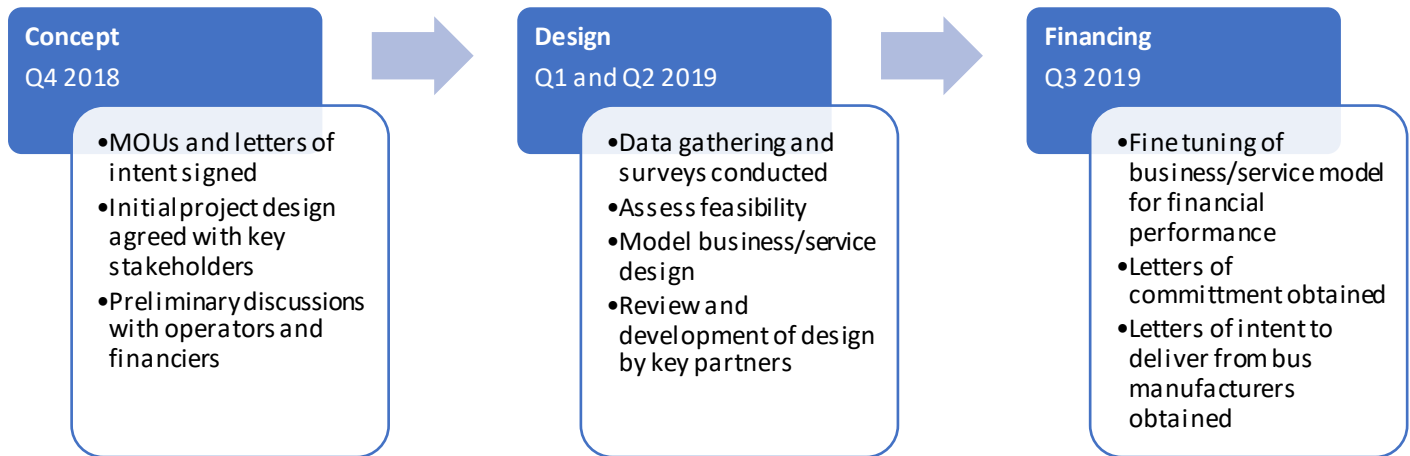 Concept
Q4 2018
•MOUs and letters of
intent signed
•Initial project design
agreed with key
stakeholders
•Preliminary discussions
with operators and
financiers
Design
Q1 and Q2 2019
•Data gathering and
surveys conducted
•Assess feasibility
•Model business/service
design
•Review and
development of design
by key partners
Financing
Q3 2019
•Fine tuning of
business/service model
for financial
performance
•Letters of
committment obtained
•Letters of intent to
deliver from bus
manufacturers
obtained